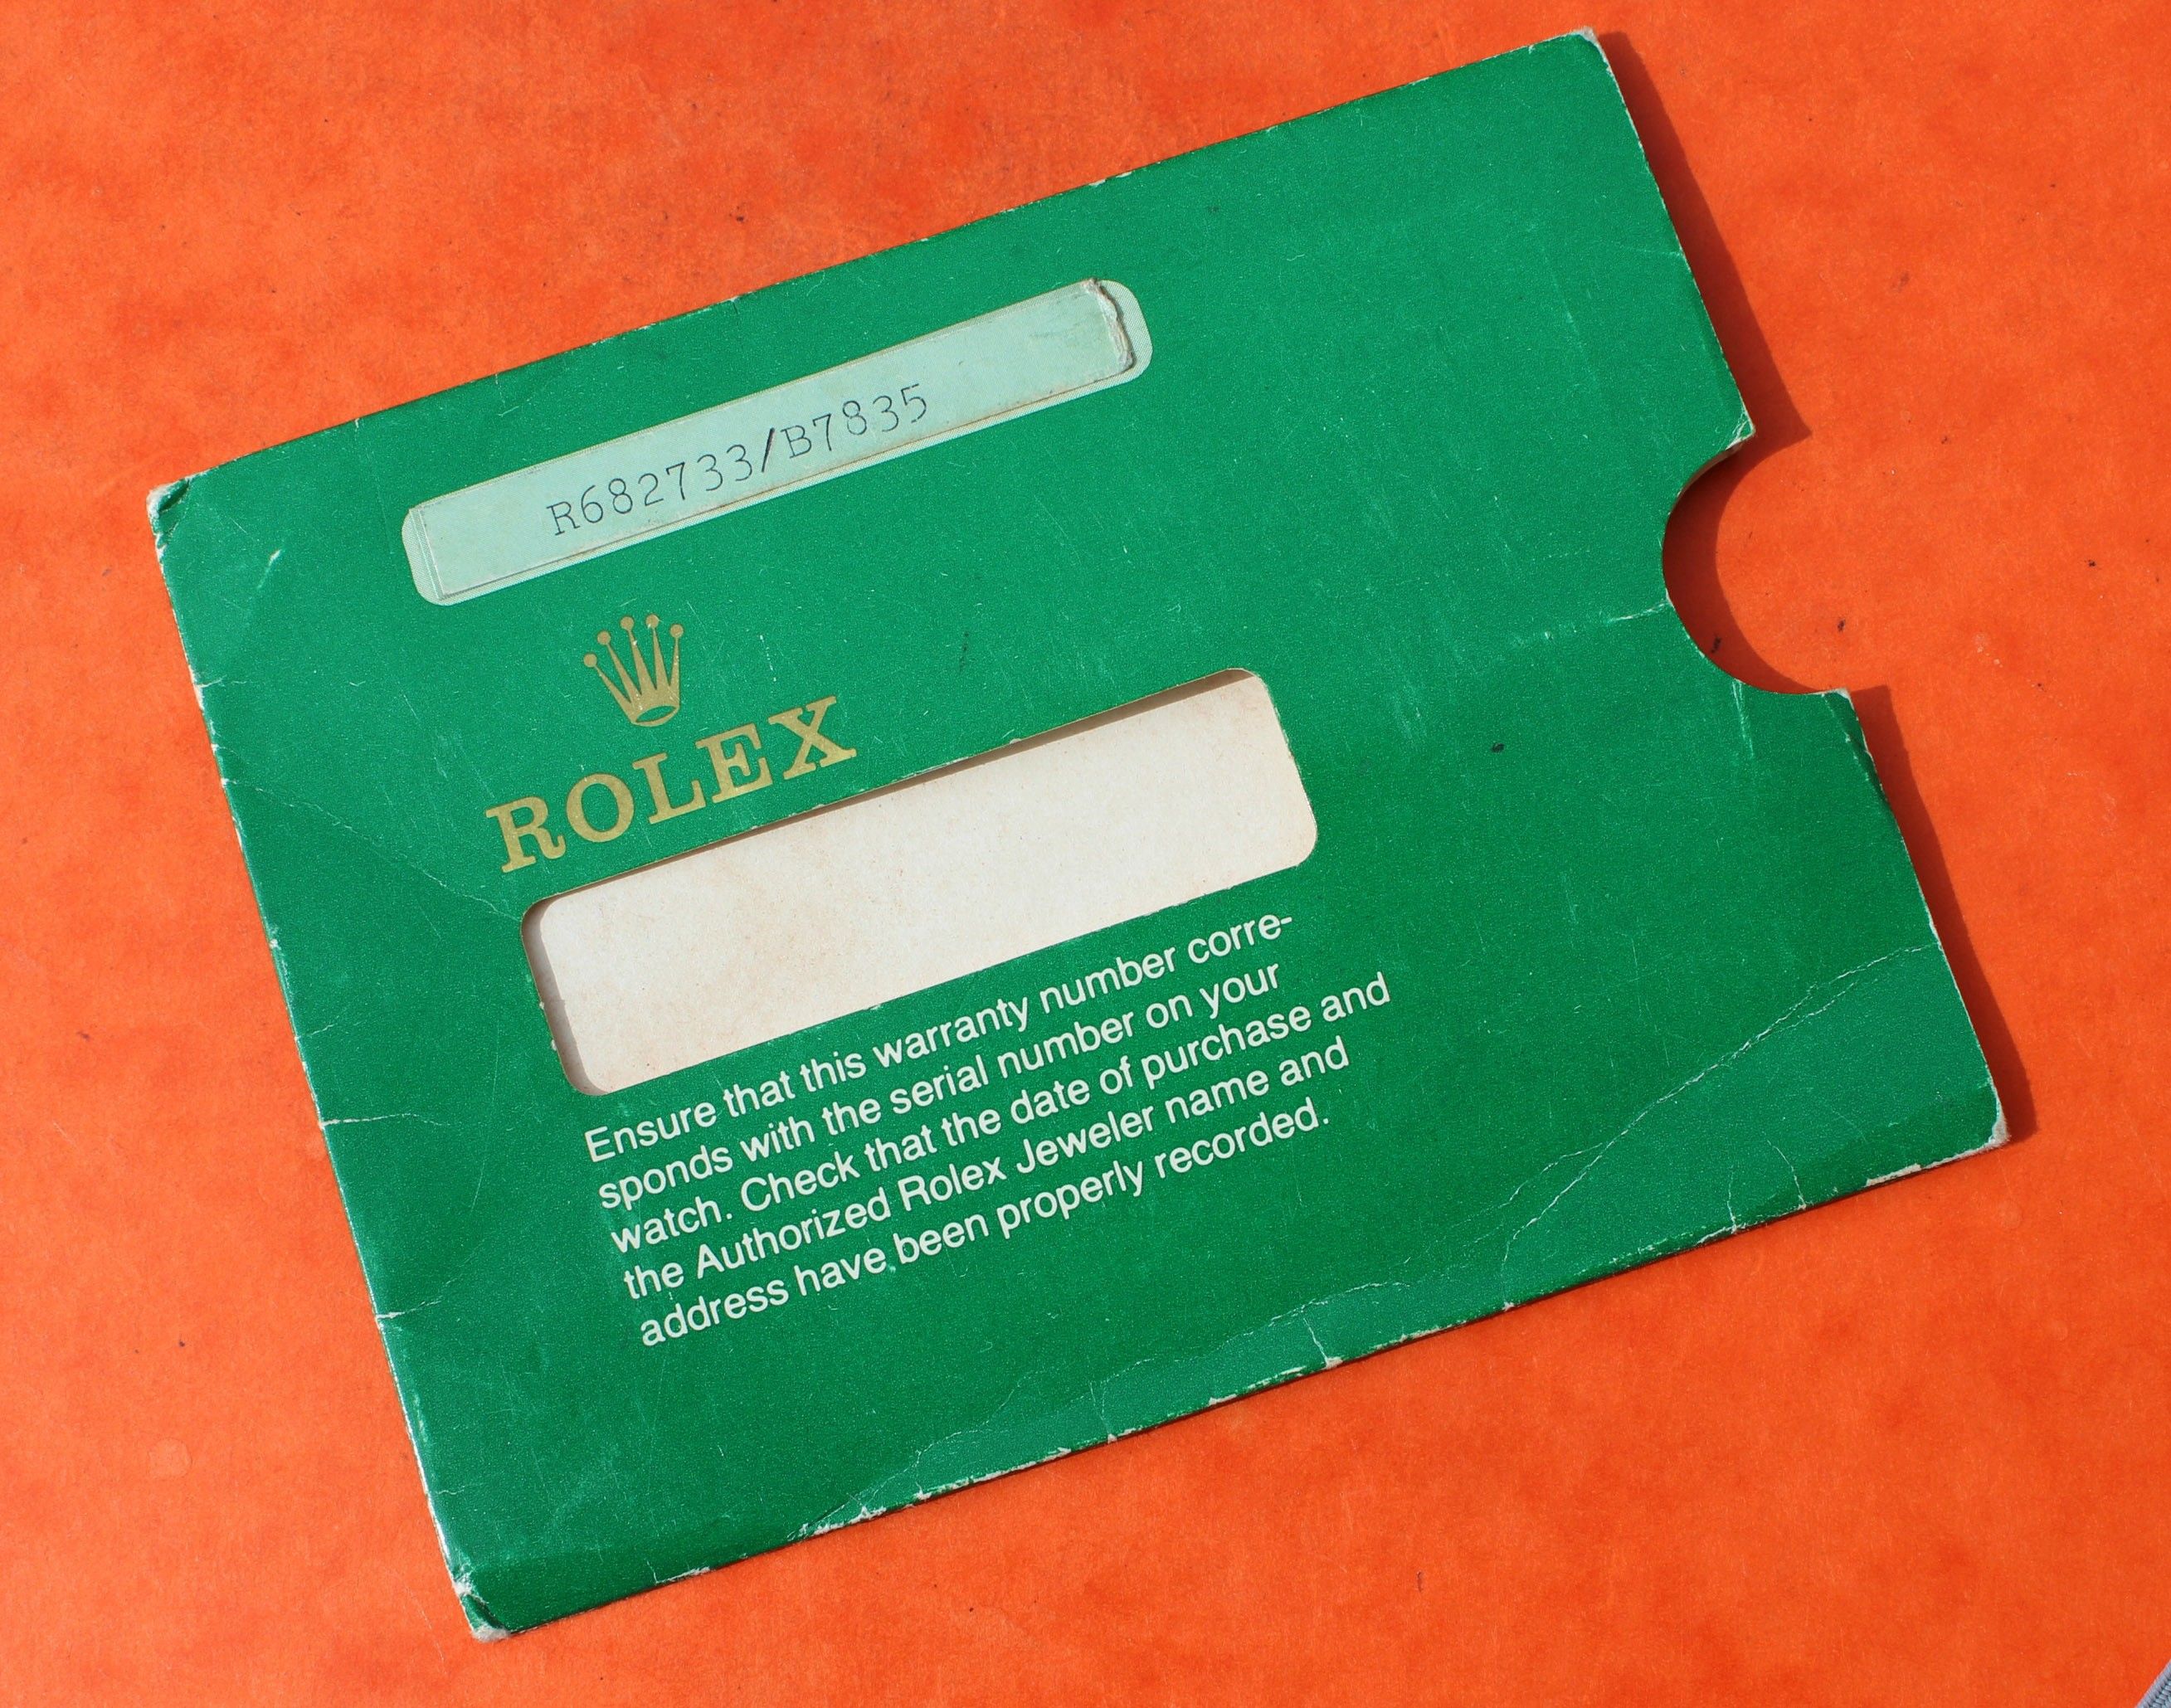 R682733/B7835
ROLEX
Ensure that this warranty number corre-
sponds with the serial number on your
watch. Check that the date of purchase and
the Authorized Rolex Jeweler name and
address have been properly recorded.